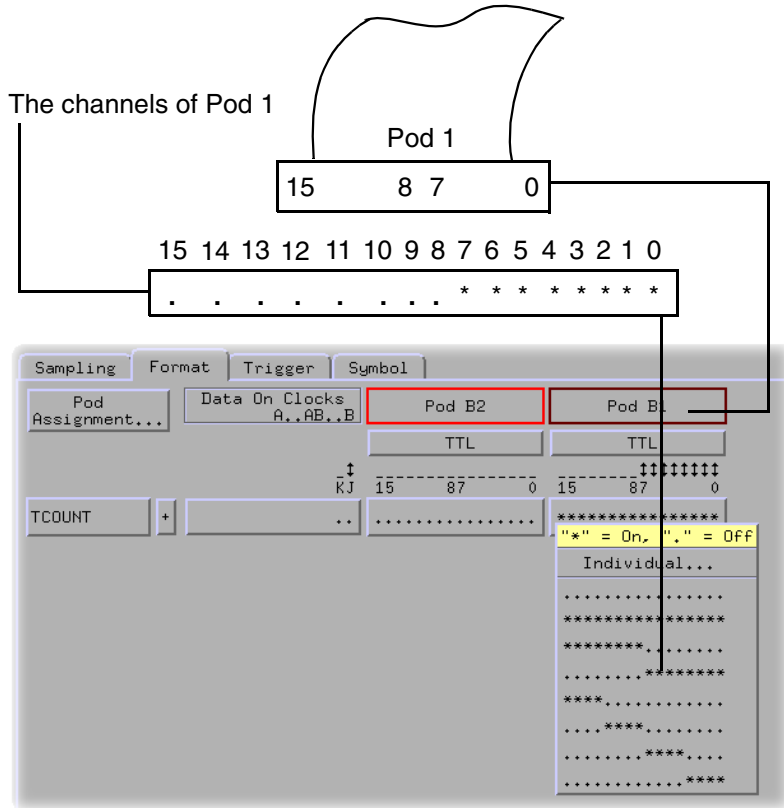 The channels of Pod 1
Pod 1
15 8 7 0
15 14 13 12 11 10 9 8 7 6 5 4 3 2 1 0
. . . . . . . . * * * * * * * *
Sampling Format Trigger Symbol
Pod Assignment... Data On Clocks A..AB..B Pod B2 Pod B1
TTL TTL
KJ 15 87 0 15 87 0
TCOUNT + .. ................ ****************
"*" = On, "." = Off
Individual...
................
****************
********........
........********
****............
....****........
........****....
............****